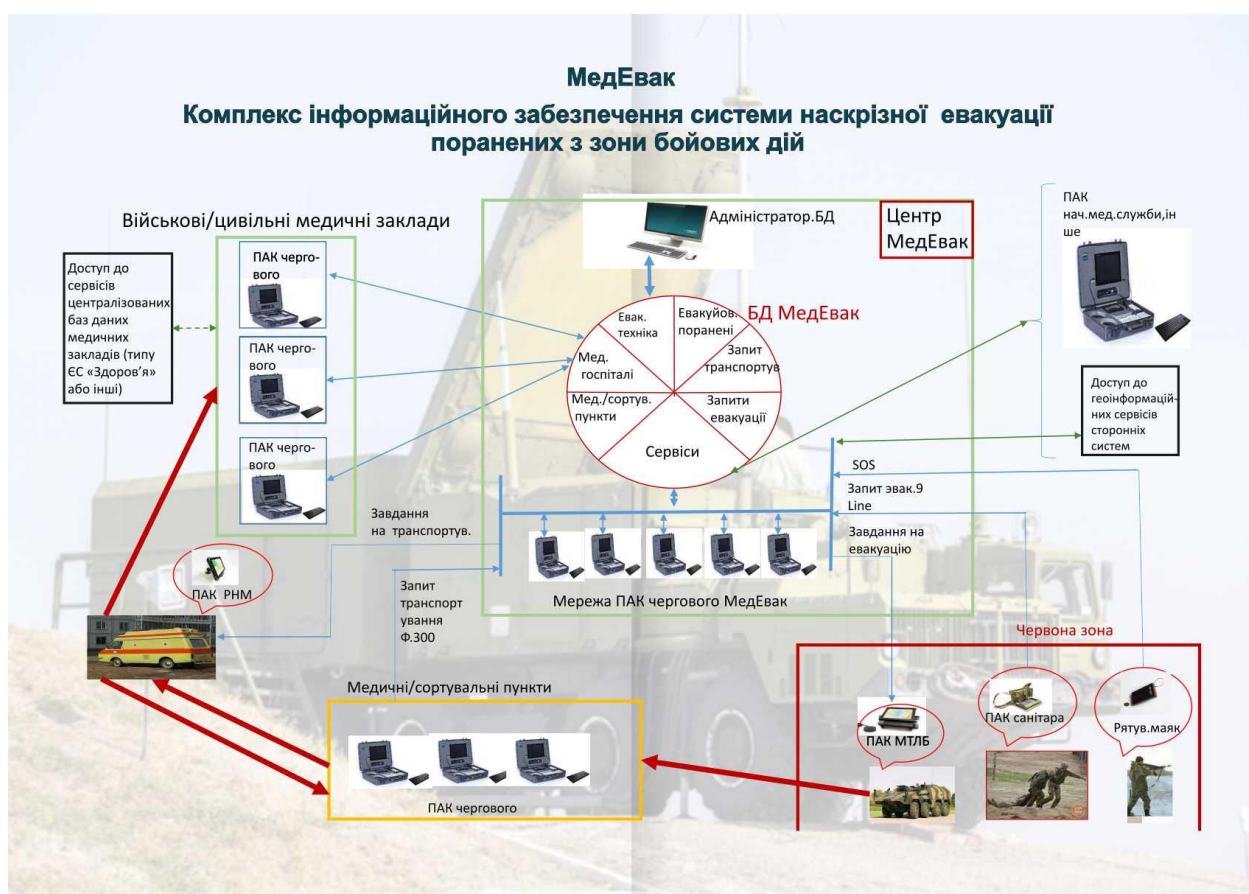 МедЕвак
Комплекс інформаційного забезпечення системи наскрізної евакуації
поранених з зони бойових дій
Військові/цивільні медичні заклади
Доступ до
сервісів
централізованих
баз даних
медичних
закладів (типу
ЄС «Здоров’я»
або інші)
ПАК черго-
вого
ПАК черго-
вого
ПАК черго-
вого
Адміністратор.БД
Центр
МедЕвак
БД МедЕвак
Евак.
техніка
Евакуйов.
поранені
Мед.
госпіталі
Запит
транспортув
Мед./сортув.
пункти
Запити
евакуації
Сервіси
ПАК
нач.мед.служби,ін
ше
Доступ до
геоінформацій-
них сервісів
сторонніх
систем
SOS
Запит эвак.9
Line
Завдання на
евакуацію
Завдання
на транспортув.
Мережа ПАК чергового МедЕвак
Запит
транспорт
ування
Ф.300
ПАК РНМ
Медичні/сортувальні пункти
ПАК чергового
Червона зона
ПАК МТЛБ
ПАК санітара
Рятув.маяк